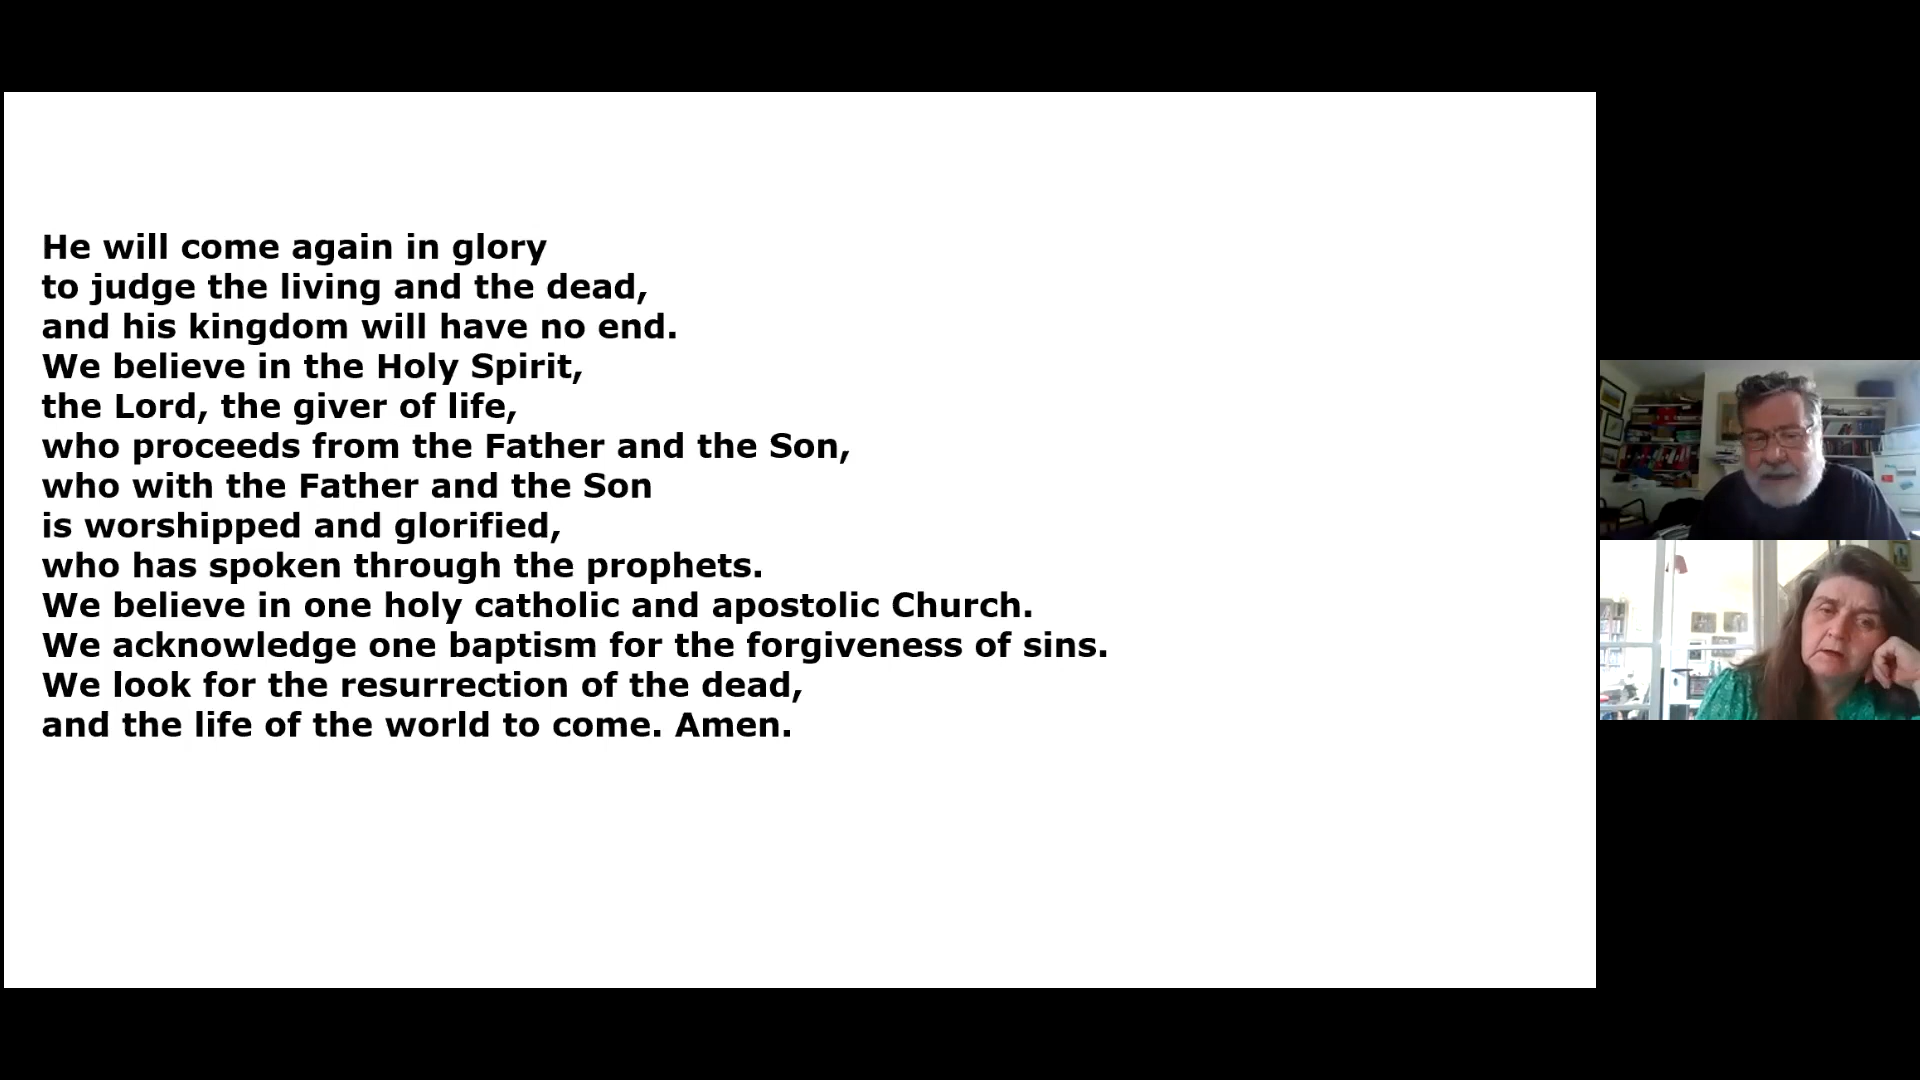 He will come again in glory
to judge the living and the dead,
and his kingdom will have no end.
We believe in the Holy Spirit,
the Lord, the giver of life,
who proceeds from the Father and the Son,
who with the Father and the Son
is worshipped and glorified,
who has spoken through the prophets.
We believe in one holy catholic and apostolic Church.
We acknowledge one baptism for the forgiveness of sins.
We look for the resurrection of the dead,
and the life of the world to come. Amen.